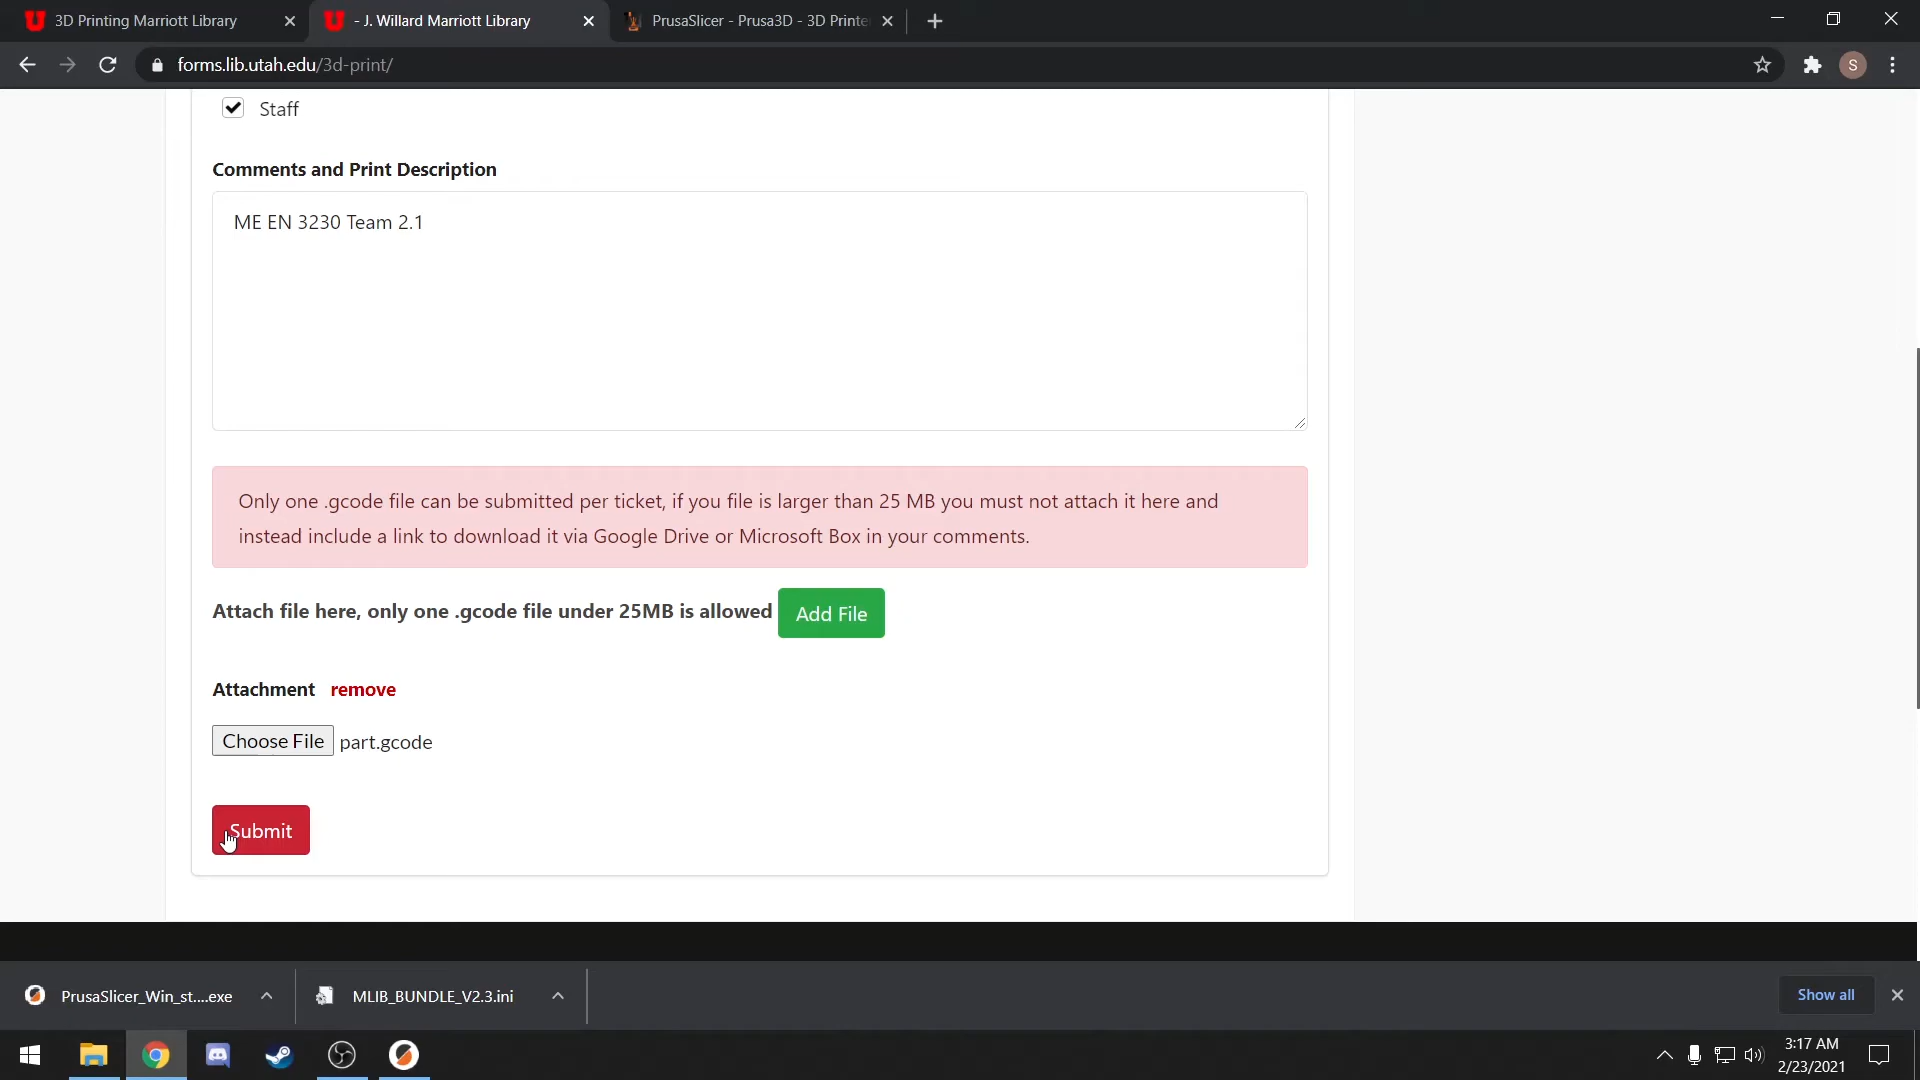 3D Printing Marriott Library
- J. Willard Marriott Library
PrusaSlicer - Prusa3D - 3D Printe
forms.lib.utah.edu/3d-print/
S
Staff
Comments and Print Description
ME EN 3230 Team 2.1
Only one .gcode file can be submitted per ticket, if you file is larger than 25 MB you must not attach it here and
instead include a link to download it via Google Drive or Microsoft Box in your comments.
Attach file here, only one .gcode file under 25MB is allowed
Add File
Attachment remove
Choose File part.gcode
Submit
PrusaSlicer_Win_st....exe
MLIB_BUNDLE_V2.3.ini
Show all
3:17 AM
2/23/2021